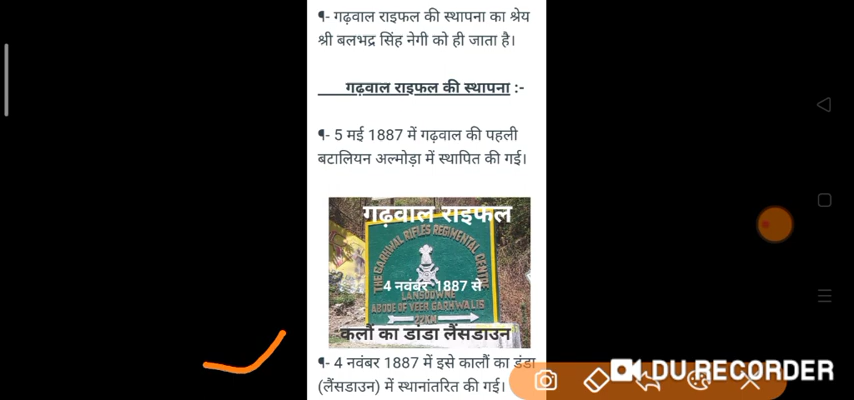 ¶- गढ़वाल राइफल की स्थापना का श्रेय
श्री बलभद्र सिंह नेगी को ही जाता है।
गढ़वाल राइफल की स्थापना :-
¶- 5 मई 1887 में गढ़वाल की पहली
बटालियन अल्मोड़ा में स्थापित की गई।
गढ़वाल राइफल
THE GARHWAL RIFLES REGIMENTAL CENTRE
4 नवंबर 1887 से
LANSDOWNE
ABODE OF VEER GARHWALIS
22KM
कलौं का डांडा लैंसडाउन
¶- 4 नवंबर 1887 में इसे कालौं का डंडा
(लैंसडाउन) में स्थानांतरित की गई।
DU RECORDER